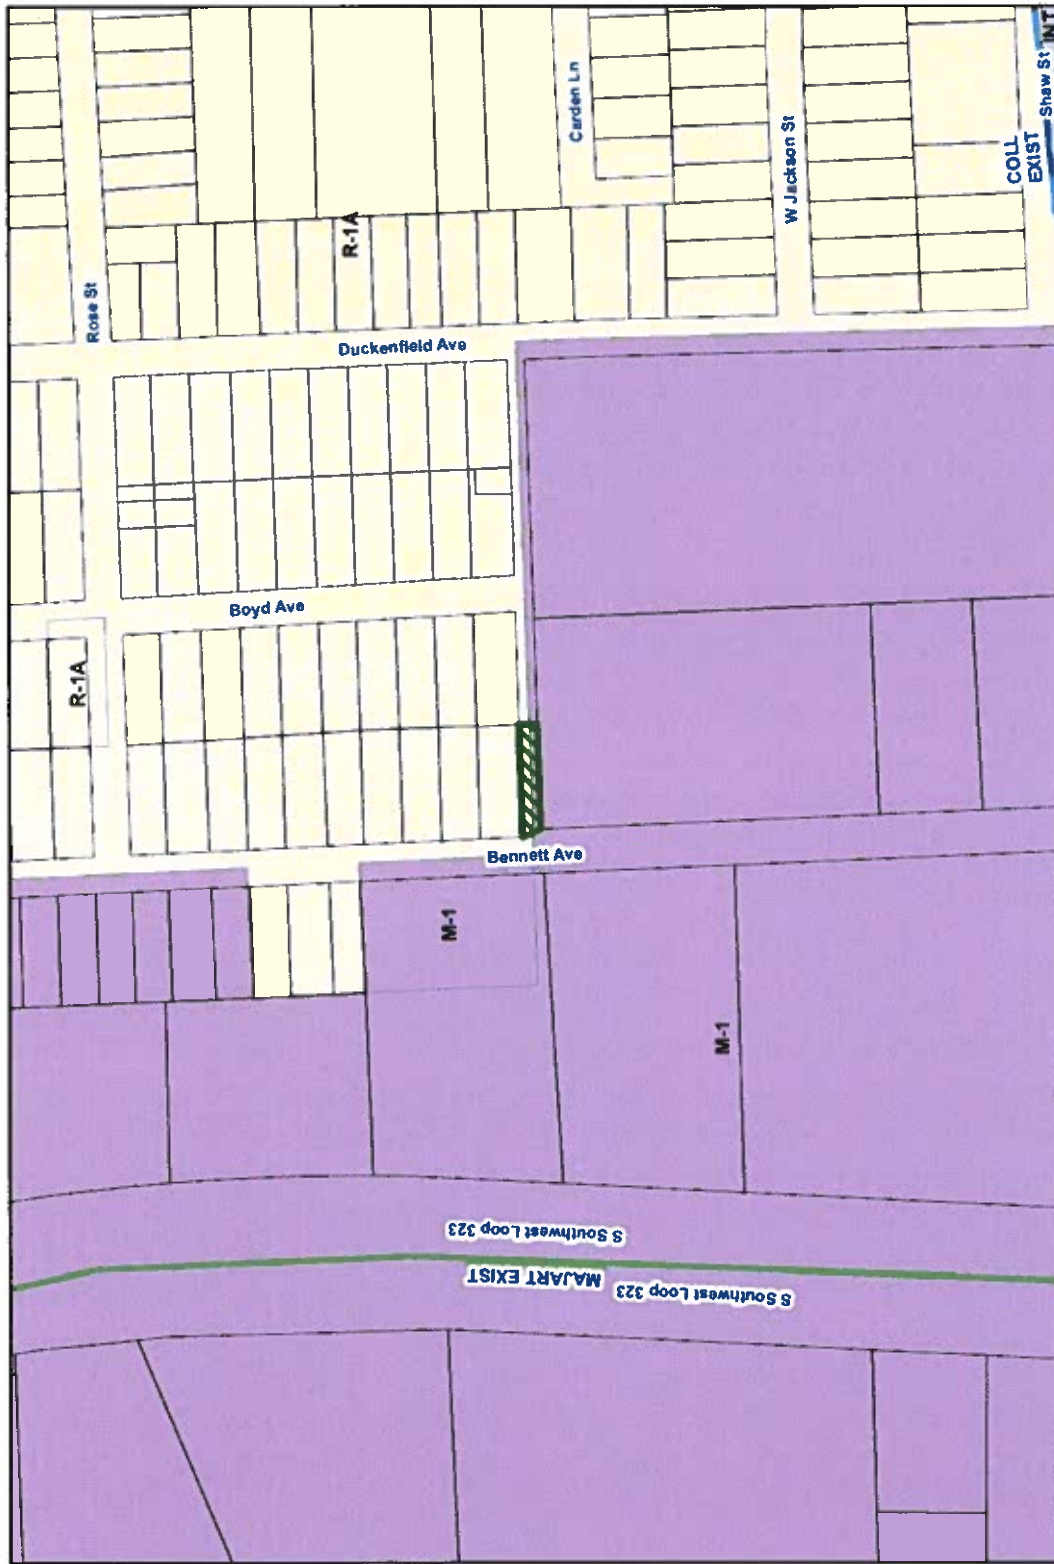 INT
Shaw St
COLL
EXIST
Carden Ln
W Jackson St
R-1A
Rose St
Duckenfield Ave
Boyd Ave
R-1A
Bennett Ave
M-1
M-1
S Southwest Loop 323
MAJART EXIST
S Southwest Loop 323